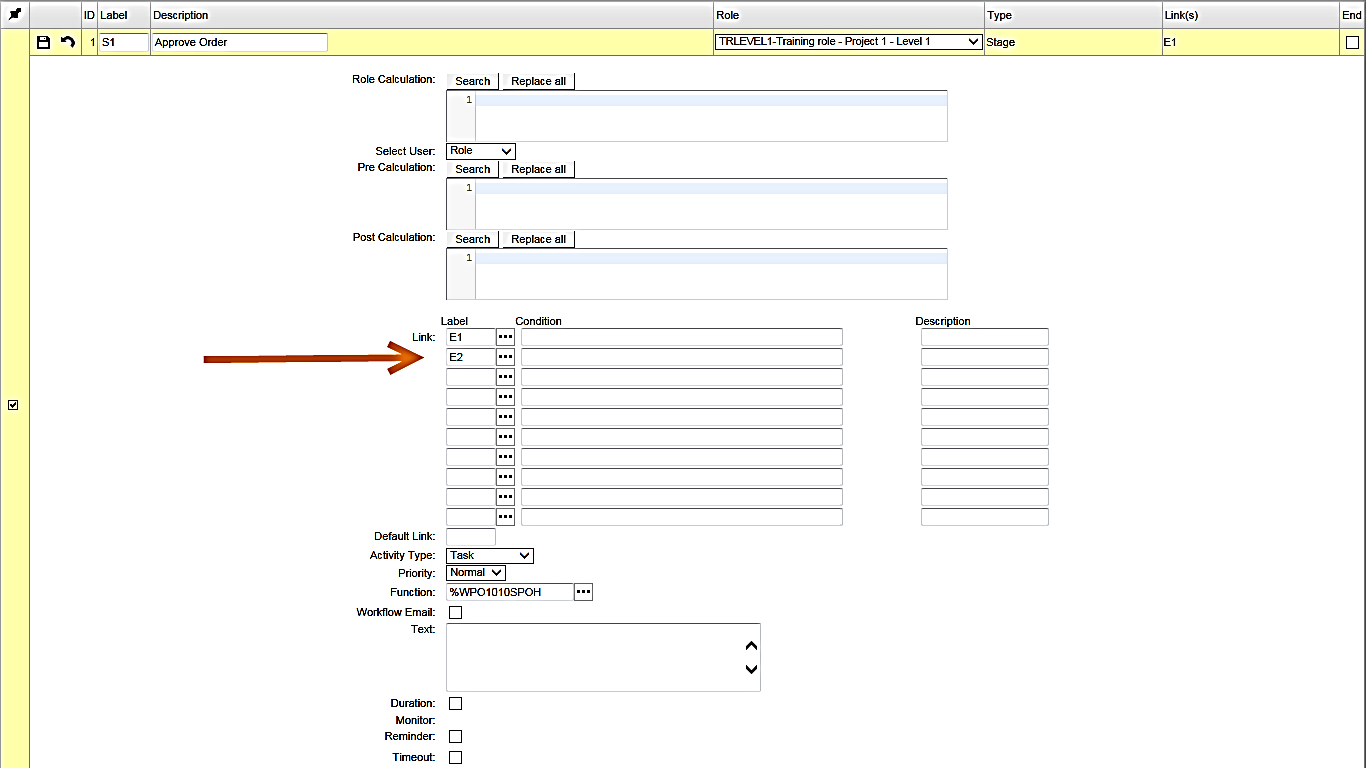 ID Label Description Role Type Link(s) End
1 S1 Approve Order TRLEVEL1-Training role - Project 1 - Level 1 Stage E1
Role Calculation: Search Replace all
1
Select User: Role
Pre Calculation: Search Replace all
1
Post Calculation: Search Replace all
1
Label Condition Description
Link: E1
E2
Default Link:
Activity Type: Task
Priority: Normal
Function: %WPO1010SPOH
Workflow Email:
Text:
Duration:
Monitor:
Reminder:
Timeout: